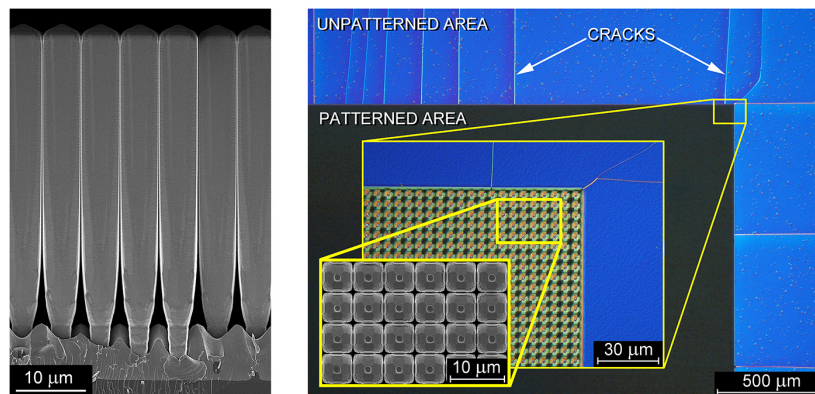 10 µm
UNPATTERNED AREA
CRACKS
PATTERNED AREA
10 µm
30 µm
500 µm